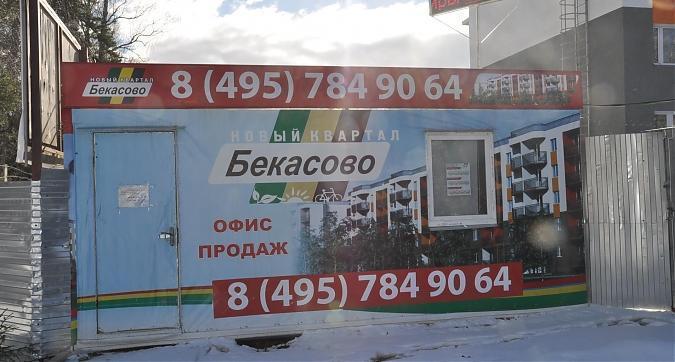 НОВЫЙ КВАРТАЛ
Бекасово
8 (495) 784 90 64
НОВЫЙ КВАРТАЛ
Бекасово
ОФИС
ПРОДАЖ
8 (495) 784 90 64